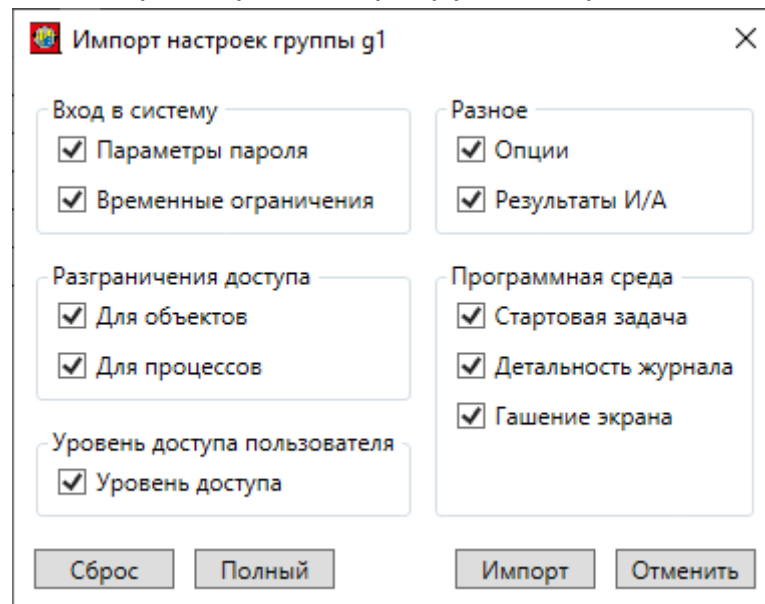 Импорт настроек группы g1
Вход в систему
Параметры пароля
Временные ограничения
Разное
Опции
Результаты И/А
Разграничения доступа
Для объектов
Для процессов
Программная среда
Стартовая задача
Детальность журнала
Гашение экрана
Уровень доступа пользователя
Уровень доступа
Сброс
Полный
Импорт
Отменить